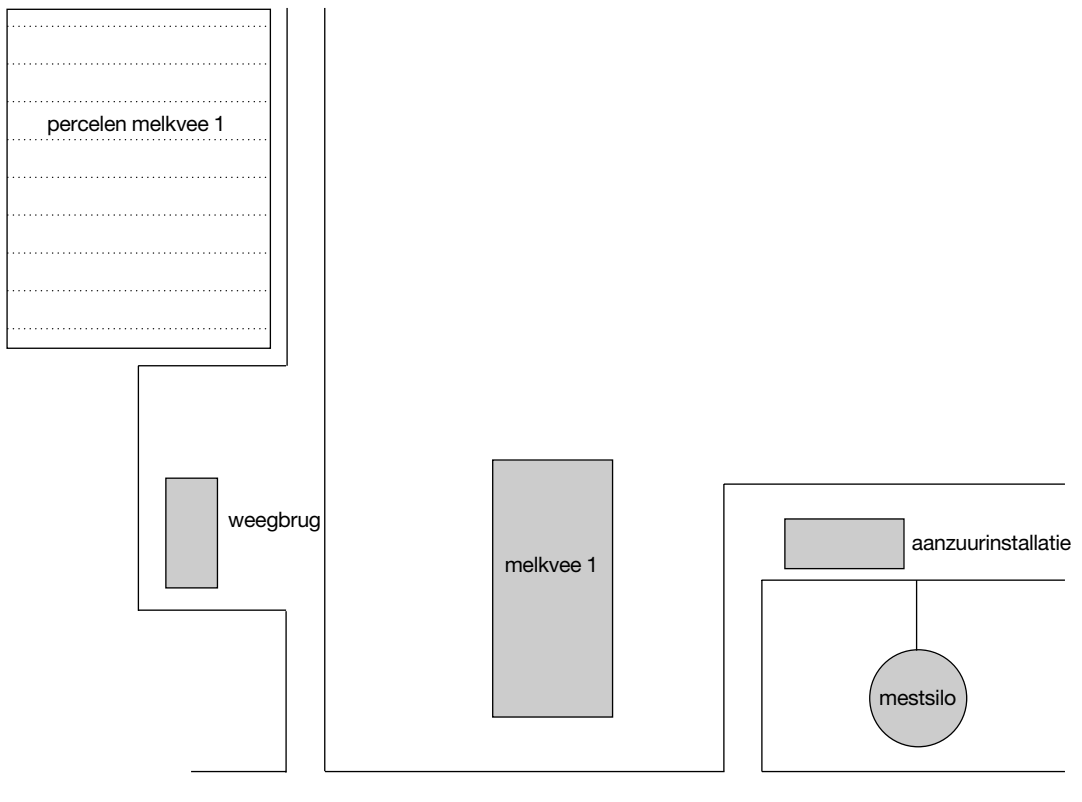 percelen melkvee 1
weegbrug
melkvee 1
aanzuurinstallatie
mestsilo